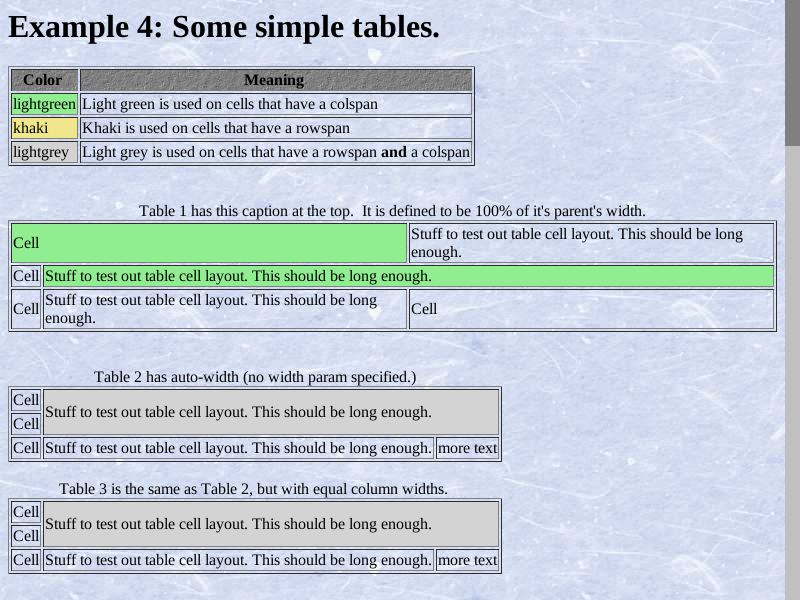 Example 4: Some simple tables.
Color Meaning
lightgreen Light green is used on cells that have a colspan
khaki Khaki is used on cells that have a rowspan
lightgrey Light grey is used on cells that have a rowspan and a colspan
Table 1 has this caption at the top.  It is defined to be 100% of it's parent's width.
Cell Stuff to test out table cell layout. This should be long
enough.
Cell Stuff to test out table cell layout. This should be long enough.
Cell Stuff to test out table cell layout. This should be long
enough. Cell
Table 2 has auto-width (no width param specified.)
Cell
Stuff to test out table cell layout. This should be long enough.
Cell
Cell Stuff to test out table cell layout. This should be long enough. more text
Table 3 is the same as Table 2, but with equal column widths.
Cell
Stuff to test out table cell layout. This should be long enough.
Cell
Cell Stuff to test out table cell layout. This should be long enough. more text